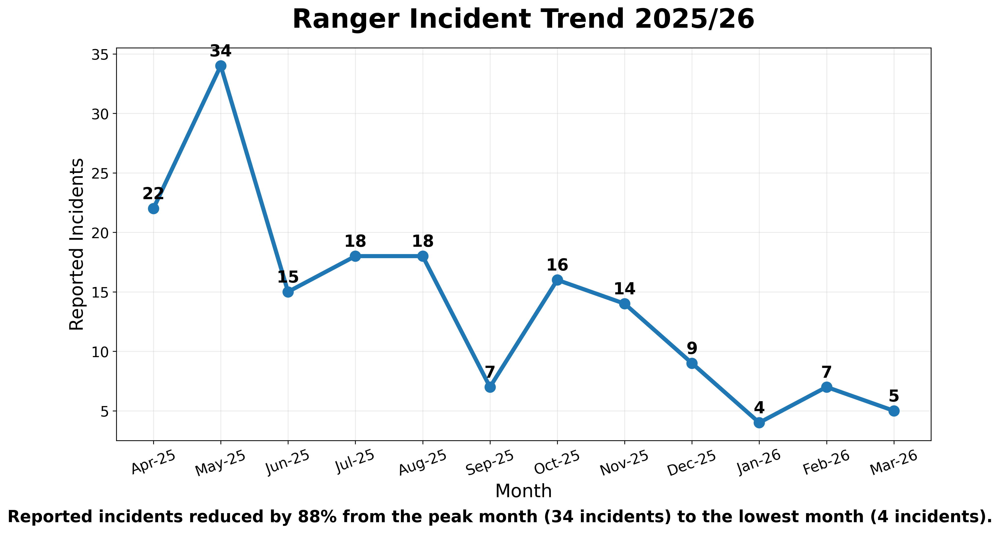 Ranger Incident Trend 2025/26
Reported Incidents
35
30
25
20
15
10
5
22
34
15
18
18
7
16
14
9
4
7
5
Apr-25
May-25
Jun-25
Jul-25
Aug-25
Sep-25
Oct-25
Nov-25
Dec-25
Jan-26
Feb-26
Mar-26
Month
Reported incidents reduced by 88% from the peak month (34 incidents) to the lowest month (4 incidents).